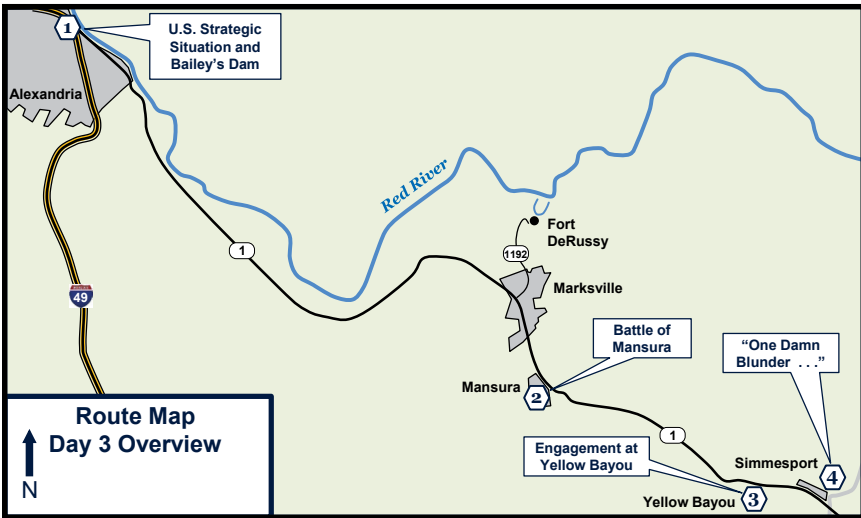 1
U.S. Strategic
Situation and
Bailey’s Dam
Alexandria
Red River
Fort
DeRussy
1192
1
Marksville
49
Battle of
Mansura
“One Damn
Blunder . . .”
Mansura
2
Route Map
Day 3 Overview
N
1
Engagement at
Yellow Bayou
Simmesport
4
3
Yellow Bayou